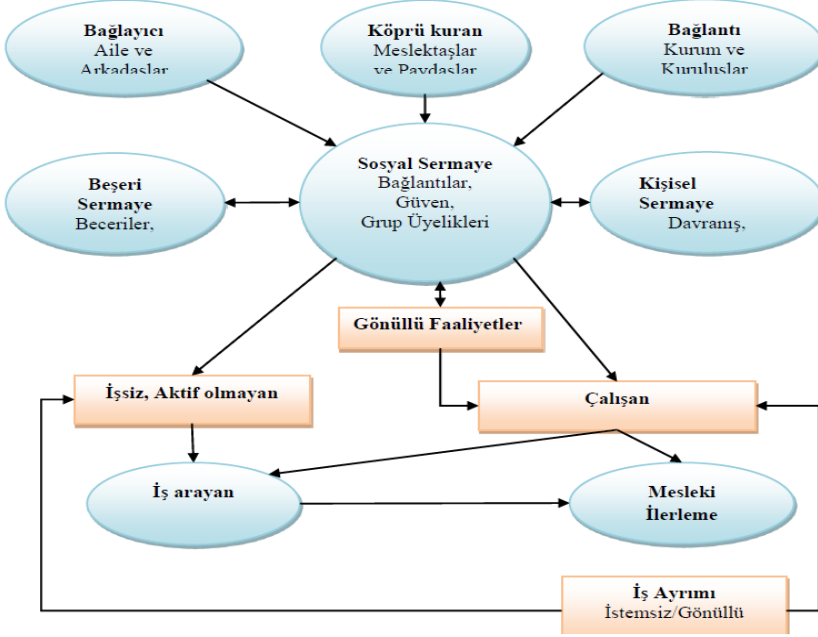 Bağlayıcı
Aile ve
Arkadaşlar
Köprü kuran
Meslektaşlar
ve Paydaşlar
Bağlantı
Kurum ve
Kuruluşlar
Sosyal Sermaye
Bağlantılar,
Güven,
Grup Üyelikleri
Beşeri
Sermaye
Beceriler,
Kişisel
Sermaye
Davranış,
Gönüllü Faaliyetler
İşsiz, Aktif olmayan
Çalışan
İş arayan
Mesleki
İlerleme
İş Ayrımı
İstemsiz/Gönüllü